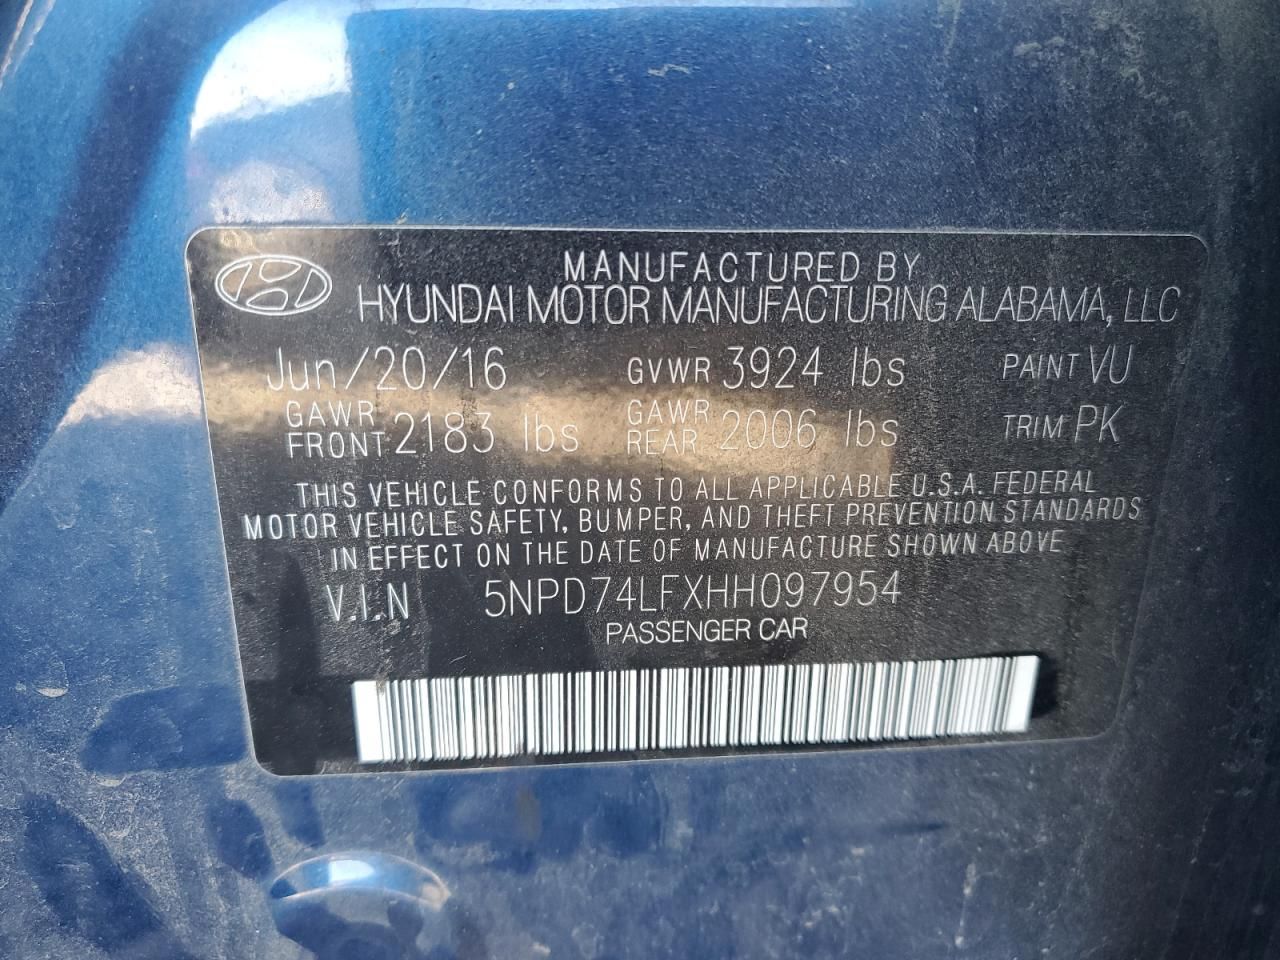 MANUFACTURED BY
HYUNDAI MOTOR MANUFACTURING ALABAMA, LLC
Jun/20/16 GVWR 3924 lbs PAINT VU
GAWR FRONT 2183 lbs GAWR REAR 2006 lbs TRIM PK
THIS VEHICLE CONFORMS TO ALL APPLICABLE U.S.A. FEDERAL
MOTOR VEHICLE SAFETY, BUMPER, AND THEFT PREVENTION STANDARDS
IN EFFECT ON THE DATE OF MANUFACTURE SHOWN ABOVE
V.I.N 5NPD74LFXHH097954
PASSENGER CAR